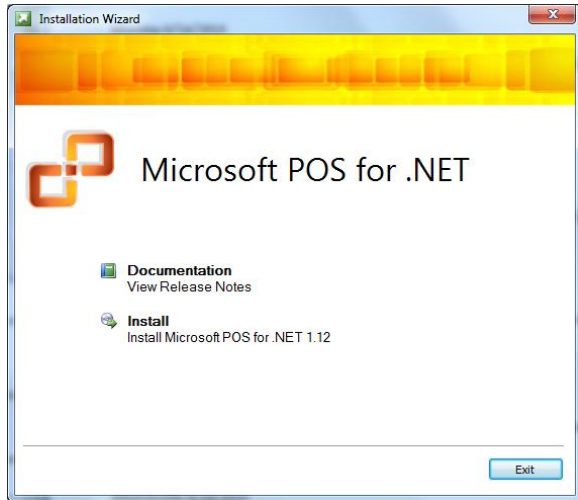 Installation Wizard
Microsoft POS for .NET
Documentation
View Release Notes
Install
Install Microsoft POS for .NET 1.12
Exit